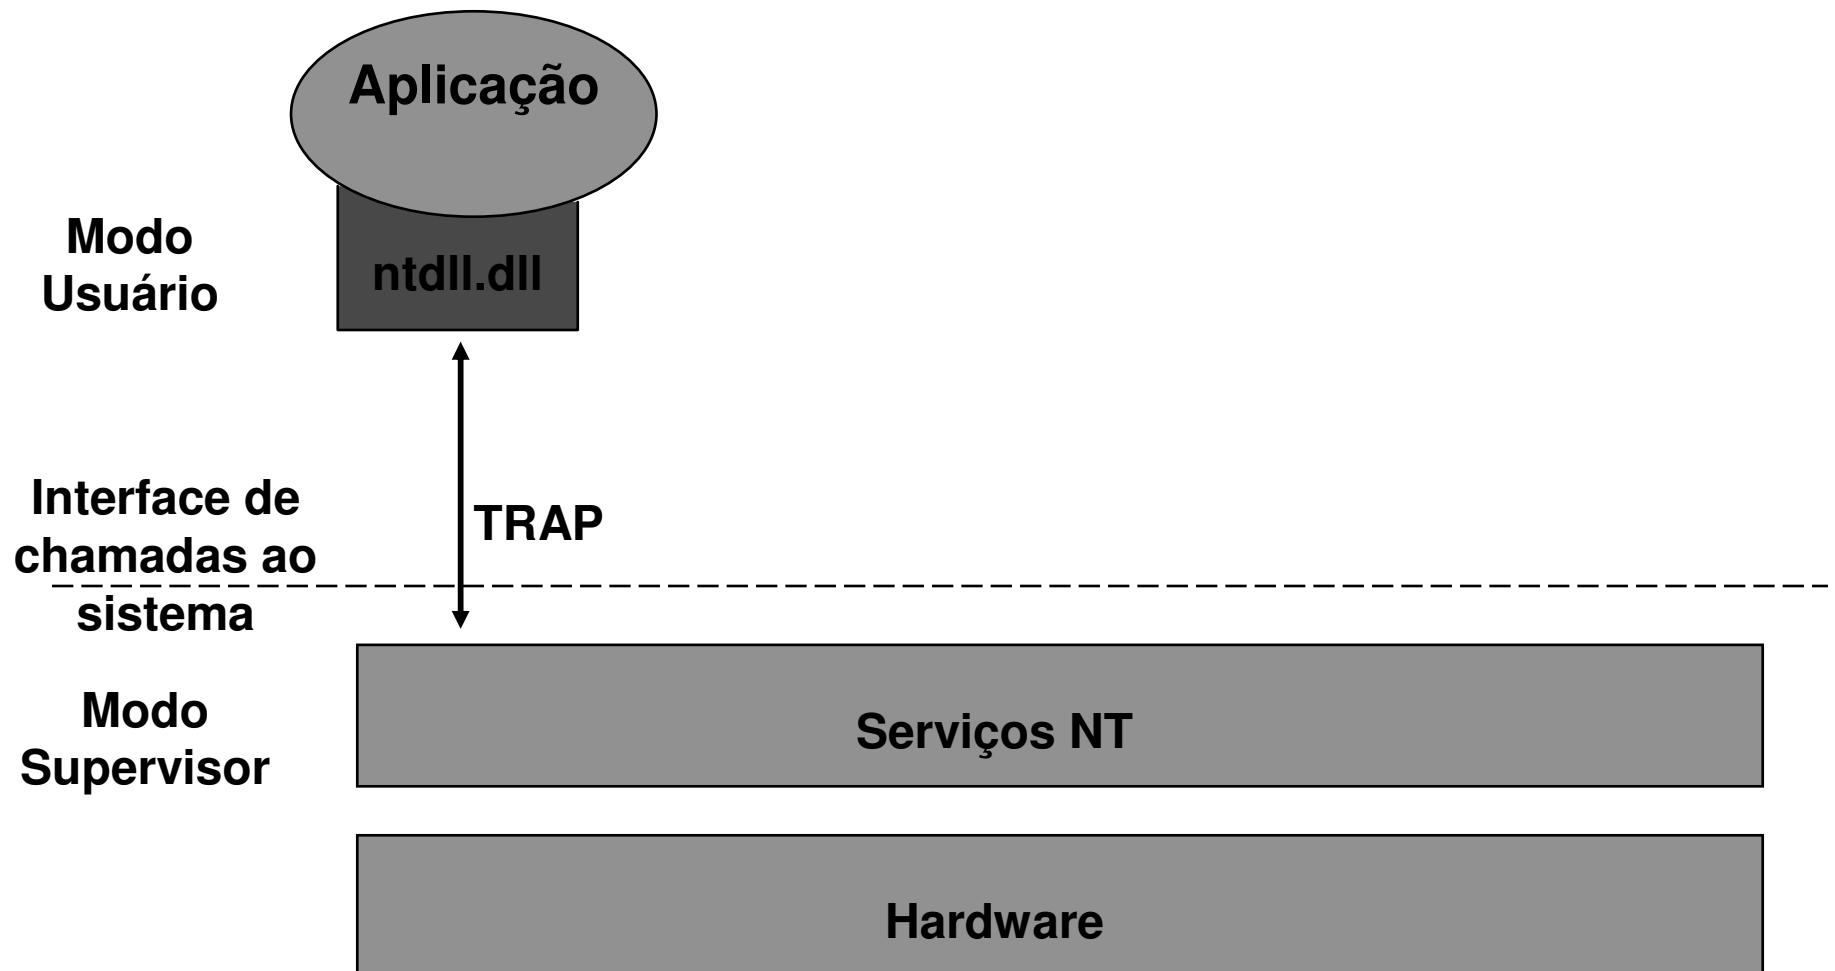 Aplicação
Modo
Usuário
ntdll.dll
Interface de
chamadas ao
sistema
TRAP
Modo
Supervisor
Serviços NT
Hardware